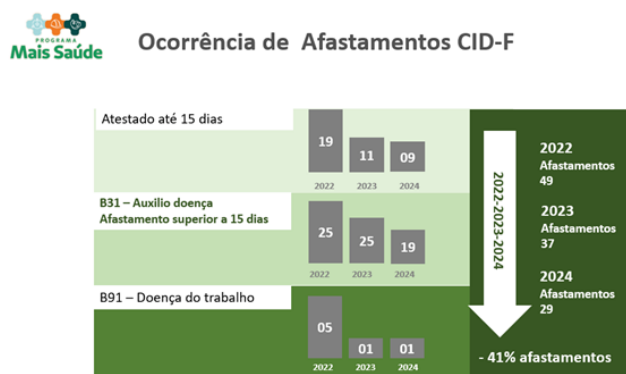 PROGRAMA
Mais Saúde
Ocorrência de Afastamentos CID-F
Atestado até 15 dias
19
11
09
2022
2023
2024
B31 – Auxilio doença
Afastamento superior a 15 dias
25
25
19
2022
2023
2024
B91 – Doença do trabalho
05
01
01
2022
2023
2024
2022-2023-2024
2022
Afastamentos
49
2023
Afastamentos
37
2024
Afastamentos
29
- 41% afastamentos